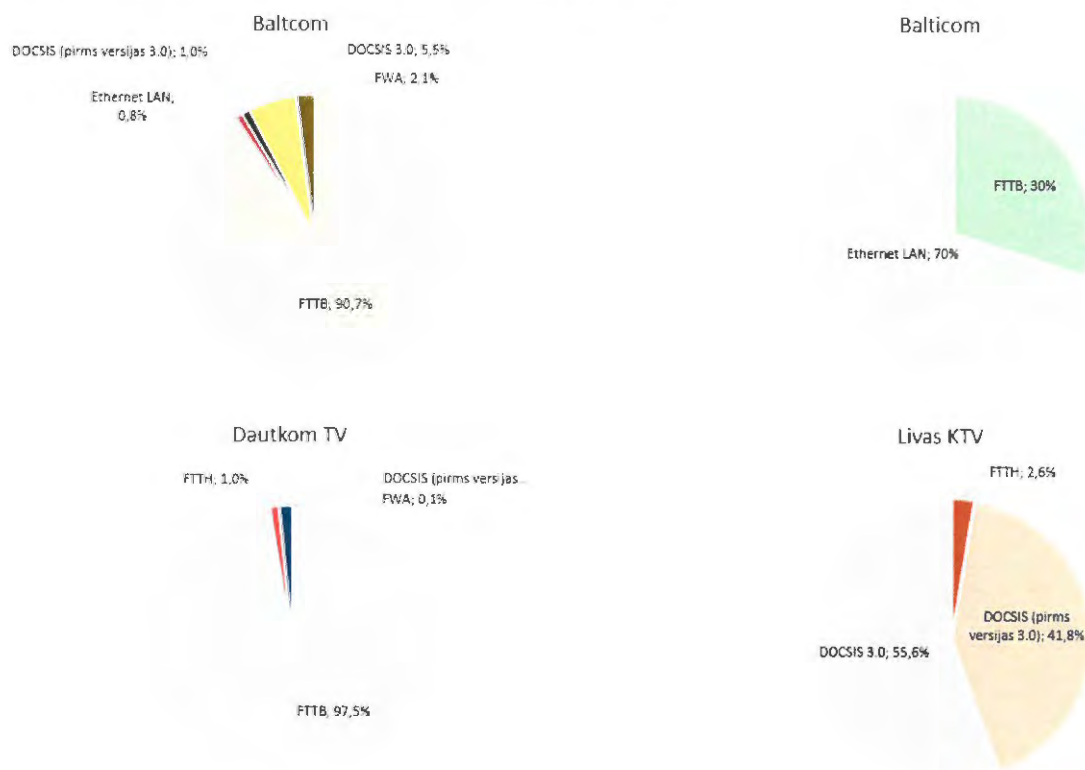 Baltcom
DOCSIS (pirms versijas 3.0); 1,0%
DOCSIS 3.0; 5,5%
FWA; 2,1%
Ethernet LAN;
0,8%
FTTB; 90,7%
Balticom
FTTB; 30%
Ethernet LAN; 70%
Dautkom TV
FTTH; 1,0%
DOCSIS (pirms versijas...
FWA; 0,1%
FTTB; 97,5%
Livas KTV
FTTH; 2,6%
DOCSIS (pirms
versijas 3.0); 41,8%
DOCSIS 3.0; 55,6%